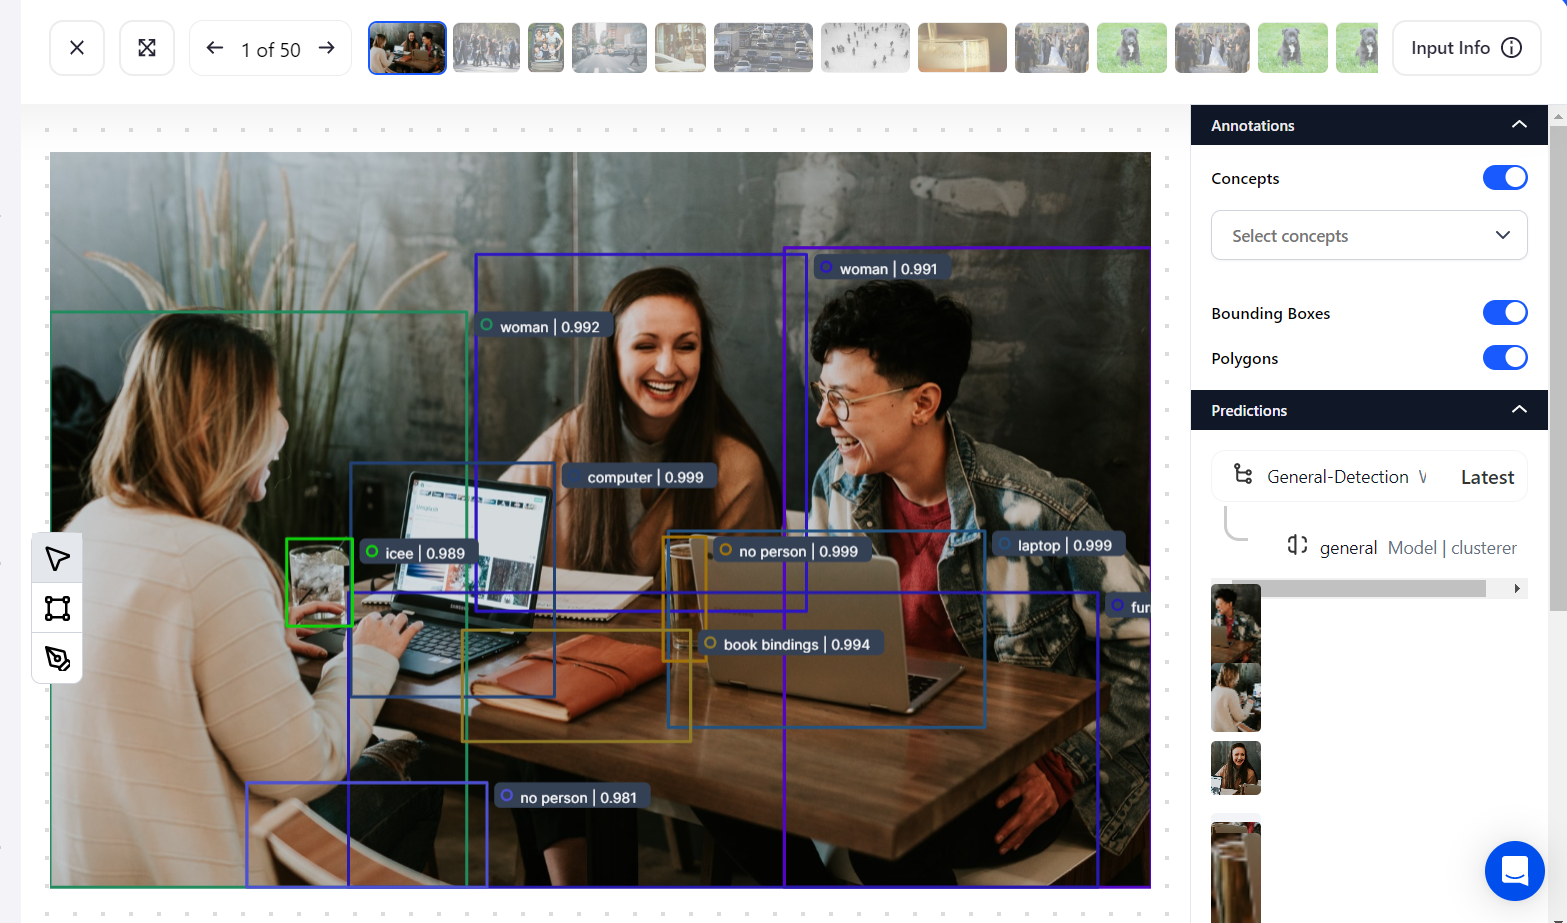 1 of 50
Input Info
Annotations
Concepts
Select concepts
Bounding Boxes
Polygons
Predictions
General-Detection
Latest
general Model | clusterer
woman | 0.991
woman | 0.992
computer | 0.999
icee | 0.989
no person | 0.999
laptop | 0.999
book bindings | 0.994
no person | 0.981
SAMSUNG